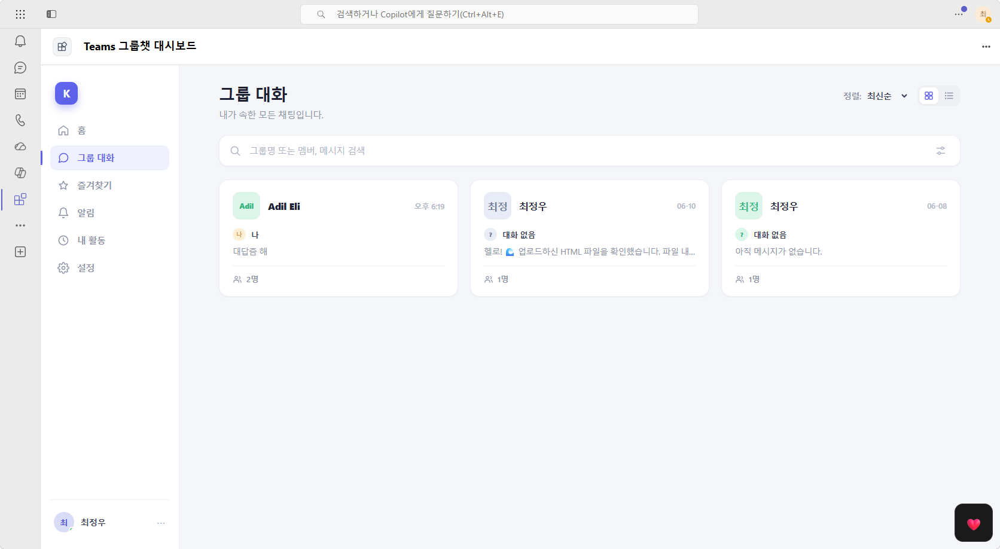 검색하거나 Copilot에게 질문하기(Ctrl+Alt+E)
최
Teams 그룹챗 대시보드
K
홈
그룹 대화
즐겨찾기
알림
내 활동
설정
최
최정우
그룹 대화
내가 속한 모든 채팅입니다.
정렬: 최신순
그룹명 또는 멤버, 메시지 검색
Adil
Adil Eli
오후 6:19
나
나
대답좀 해
2명
최정
최정우
06-10
?
대화 없음
헬로! 🌊 업로드하신 HTML 파일을 확인했습니다. 파일 내...
1명
최정
최정우
06-08
?
대화 없음
아직 메시지가 없습니다.
1명